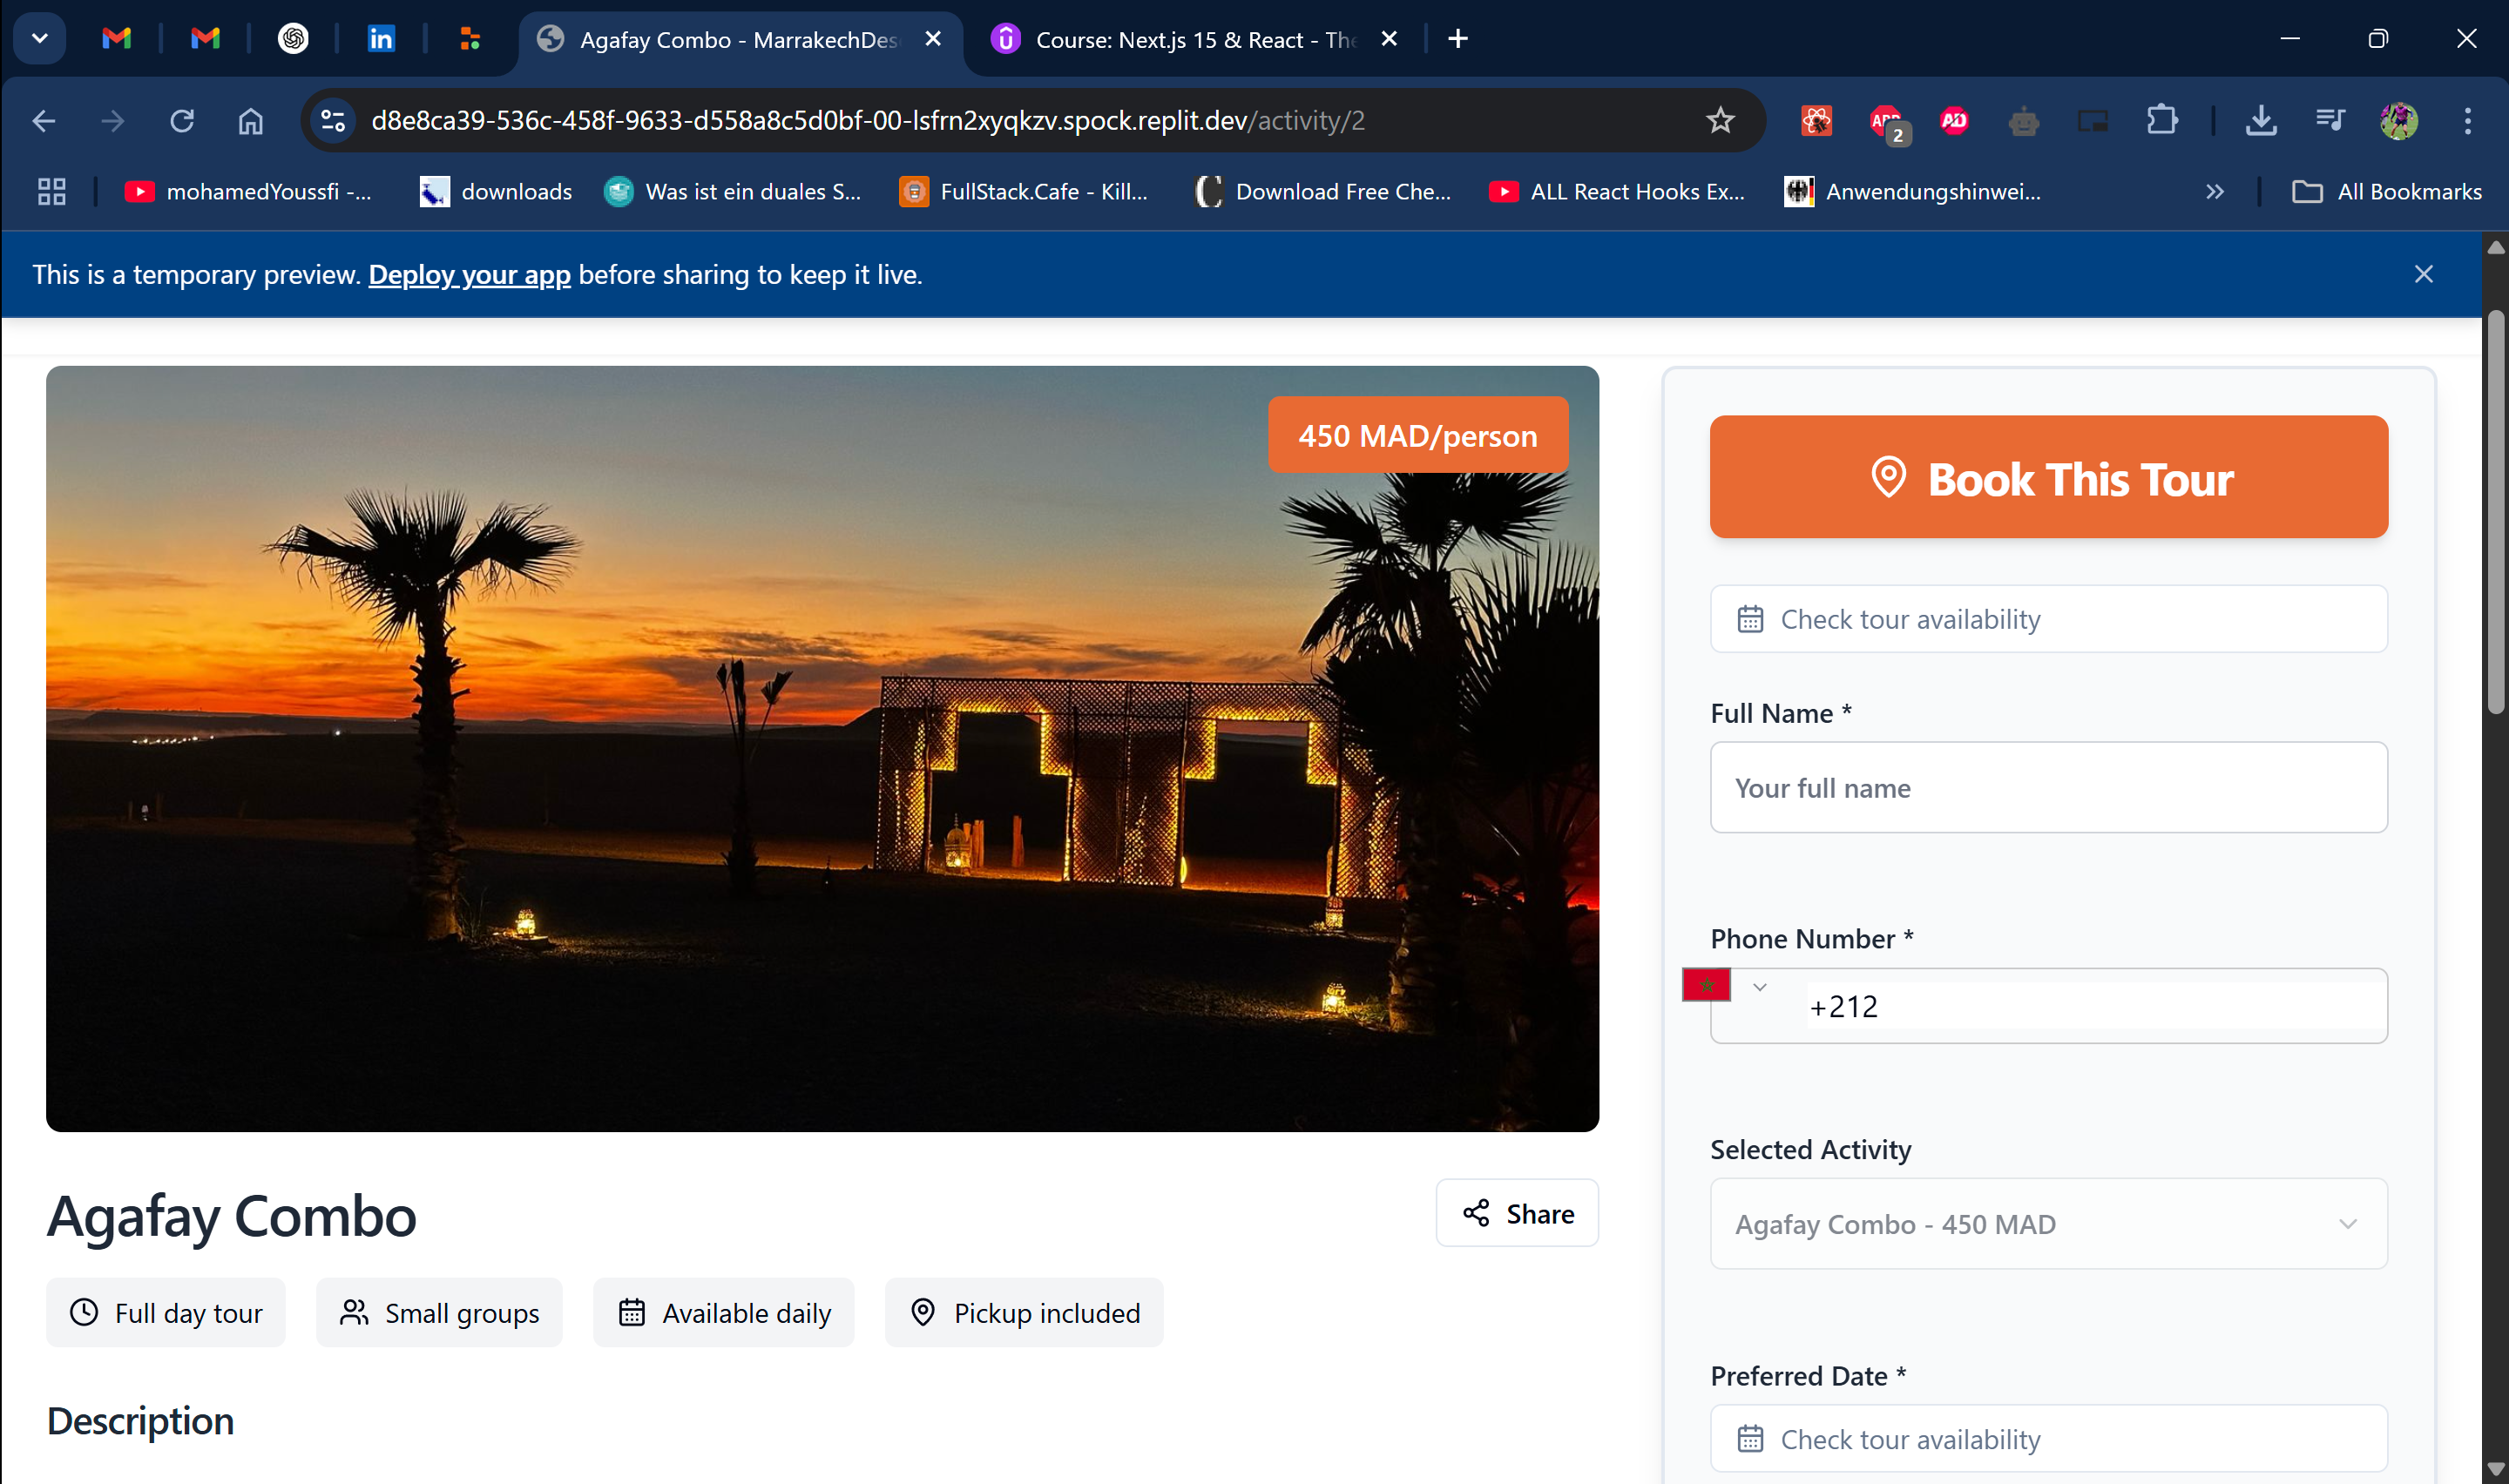 Agafay Combo - MarrakechDes
Course: Next.js 15 & React - The
d8e8ca39-536c-458f-9633-d558a8c5d0bf-00-lsfrn2xyqkzv.spock.replit.dev/activity/2
ABP
2
AD
mohamedYoussfi -...
downloads
Was ist ein duales S...
FullStack.Cafe - Kill...
Download Free Che...
ALL React Hooks Ex...
Anwendungshinwei...
All Bookmarks
This is a temporary preview. Deploy your app before sharing to keep it live.
450 MAD/person
Agafay Combo
Share
Full day tour
Small groups
Available daily
Pickup included
Description
Book This Tour
Check tour availability
Full Name *
Your full name
Phone Number *
+212
Selected Activity
Agafay Combo - 450 MAD
Preferred Date *
Check tour availability